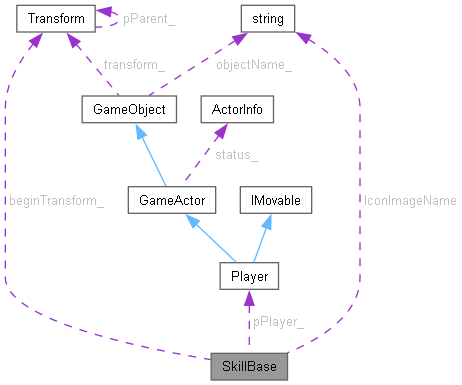 Transform
pParent_
string
transform_
objectName_
GameObject
ActorInfo
status_
beginTransform_
GameActor
IMovable
IconImageName
Player
pPlayer_
SkillBase